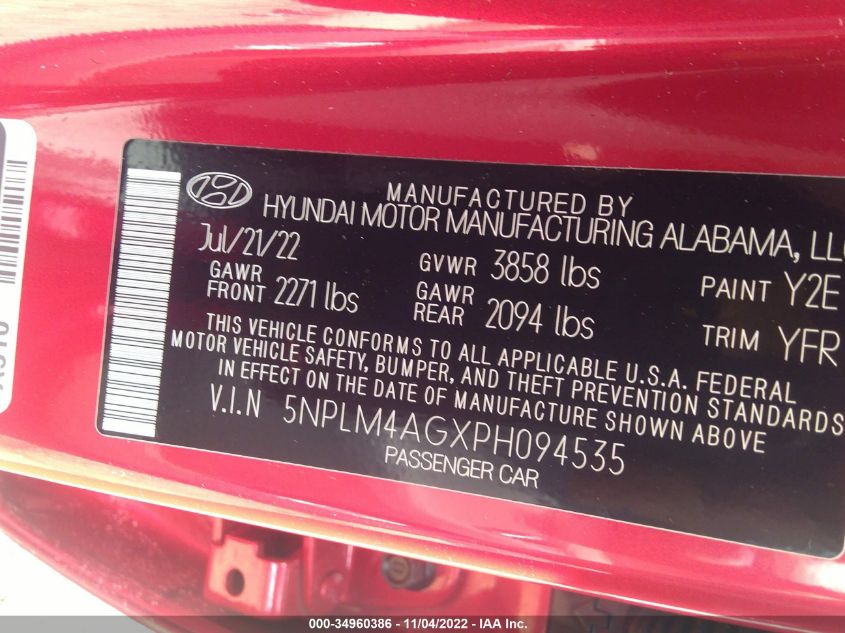 MANUFACTURED BY
HYUNDAI MOTOR MANUFACTURING ALABAMA, LLC
Jul/21/22 GVWR 3858 lbs PAINT Y2E
GAWR FRONT 2271 lbs GAWR REAR 2094 lbs TRIM YFR
THIS VEHICLE CONFORMS TO ALL APPLICABLE U.S.A. FEDERAL
MOTOR VEHICLE SAFETY, BUMPER, AND THEFT PREVENTION STANDARDS
IN EFFECT ON THE DATE OF MANUFACTURE SHOWN ABOVE
V.I.N 5NPLM4AGXPH094535
PASSENGER CAR
000-34960386 - 11/04/2022 - IAA Inc.